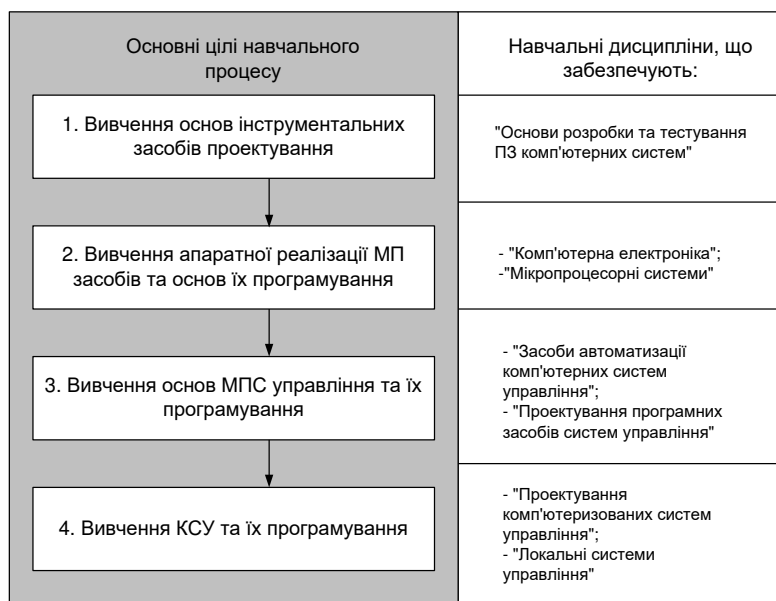 Основні цілі навчального
процесу
Навчальні дисципліни, що
забезпечують:
1. Вивчення основ інструментальних
засобів проектування
"Основи розробки та тестування
ПЗ комп'ютерних систем"
2. Вивчення апаратної реалізації МП
засобів та основ їх програмування
- "Комп'ютерна електроніка";
-"Мікропроцесорні системи"
3. Вивчення основ МПС управління та їх
програмування
- "Засоби автоматизації
комп'ютерних систем
управління";
- "Проектування програмних
засобів систем управління"
4. Вивчення КСУ та їх програмування
- "Проектування
комп'ютеризованих систем
управління";
- "Локальні системи
управління"